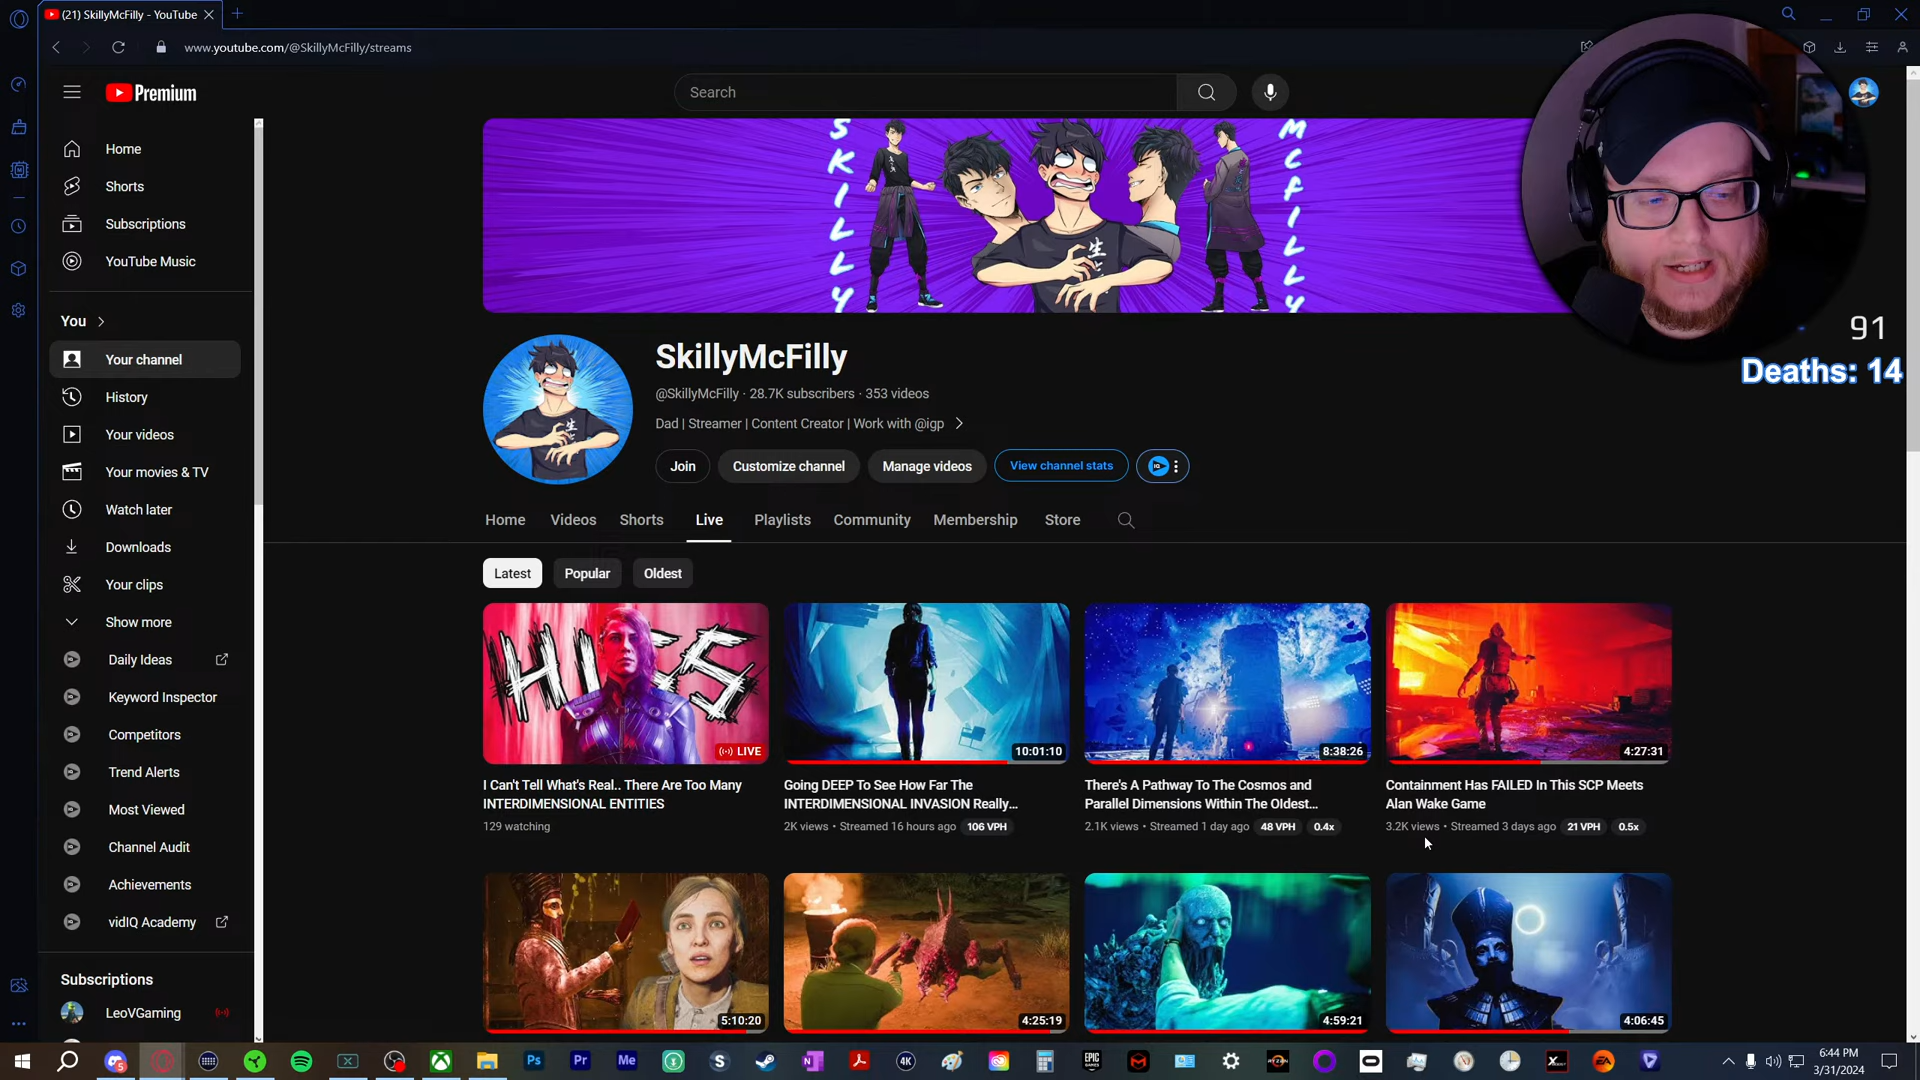 (21) SkillyMcFilly - YouTube
www.youtube.com/@SkillyMcFilly/streams
Premium
Search
Home
Shorts
Subscriptions
YouTube Music
You
Your channel
History
Your videos
Your movies & TV
Watch later
Downloads
Your clips
Show more
Daily Ideas
Keyword Inspector
Competitors
Trend Alerts
Most Viewed
Channel Audit
Achievements
vidIQ Academy
Subscriptions
LeoVGaming
SKILLY
MCFILLY
生
91
Deaths: 14
SkillyMcFilly
@SkillyMcFilly · 28.7K subscribers · 353 videos
Dad | Streamer | Content Creator | Work with @igp
Join
Customize channel
Manage videos
View channel stats
Home
Videos
Shorts
Live
Playlists
Community
Membership
Store
Latest
Popular
Oldest
HISS
LIVE
I Can't Tell What's Real.. There Are Too Many
INTERDIMENSIONAL ENTITIES
129 watching
10:01:10
Going DEEP To See How Far The
INTERDIMENSIONAL INVASION Really...
2K views • Streamed 16 hours ago 106 VPH
8:38:26
There's A Pathway To The Cosmos and
Parallel Dimensions Within The Oldest...
2.1K views • Streamed 1 day ago 48 VPH 0.4x
4:27:31
Containment Has FAILED In This SCP Meets
Alan Wake Game
3.2K views • Streamed 3 days ago 21 VPH 0.5x
5:10:20
4:25:19
4:59:21
4:06:45
Ps
Pr
Me
4K
EPIC GAMES
EA
6:44 PM
3/31/2024